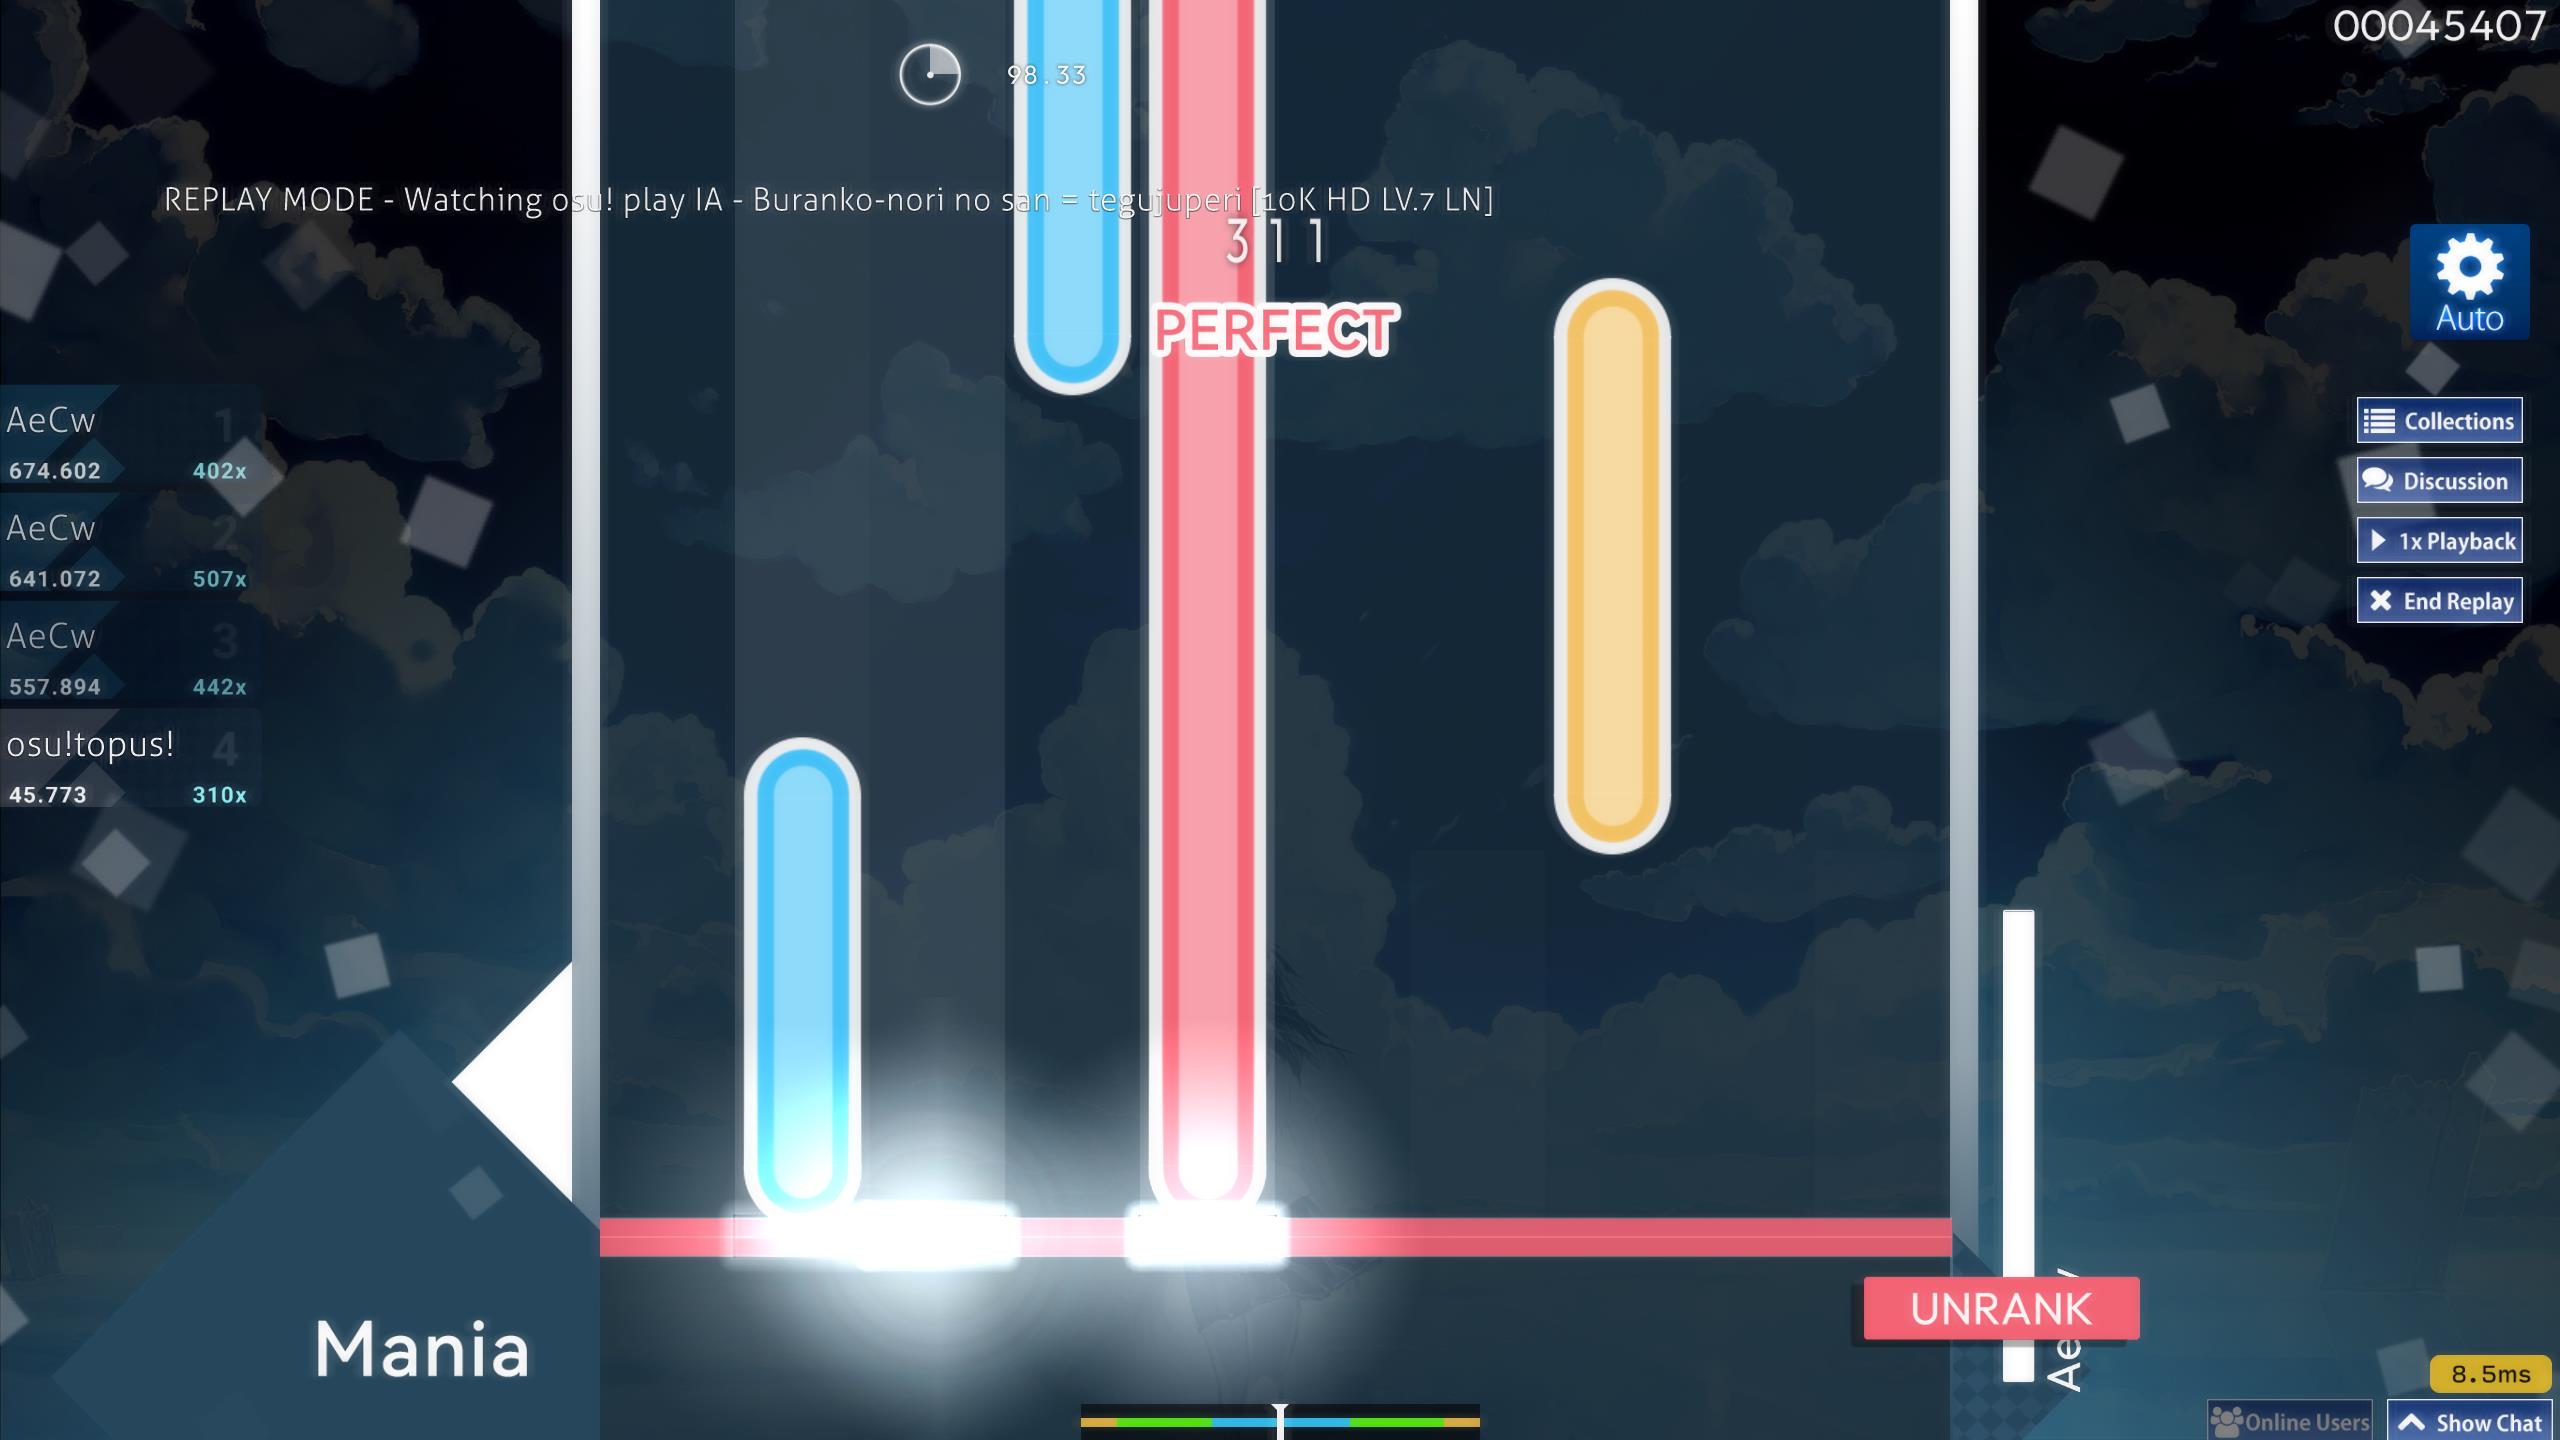 00045407
98.33
REPLAY MODE - Watching osu! play IA - Buranko-nori no san = tegujuperi [10K HD LV.7 LN]
311
PERFECT
Auto
AeCw 1
674.602 402x
AeCw 2
641.072 507x
AeCw 3
557.894 442x
osu!topus! 4
45.773 310x
Collections
Discussion
1x Playback
End Replay
Mania
UNRANK
8.5ms
Online Users
Show Chat